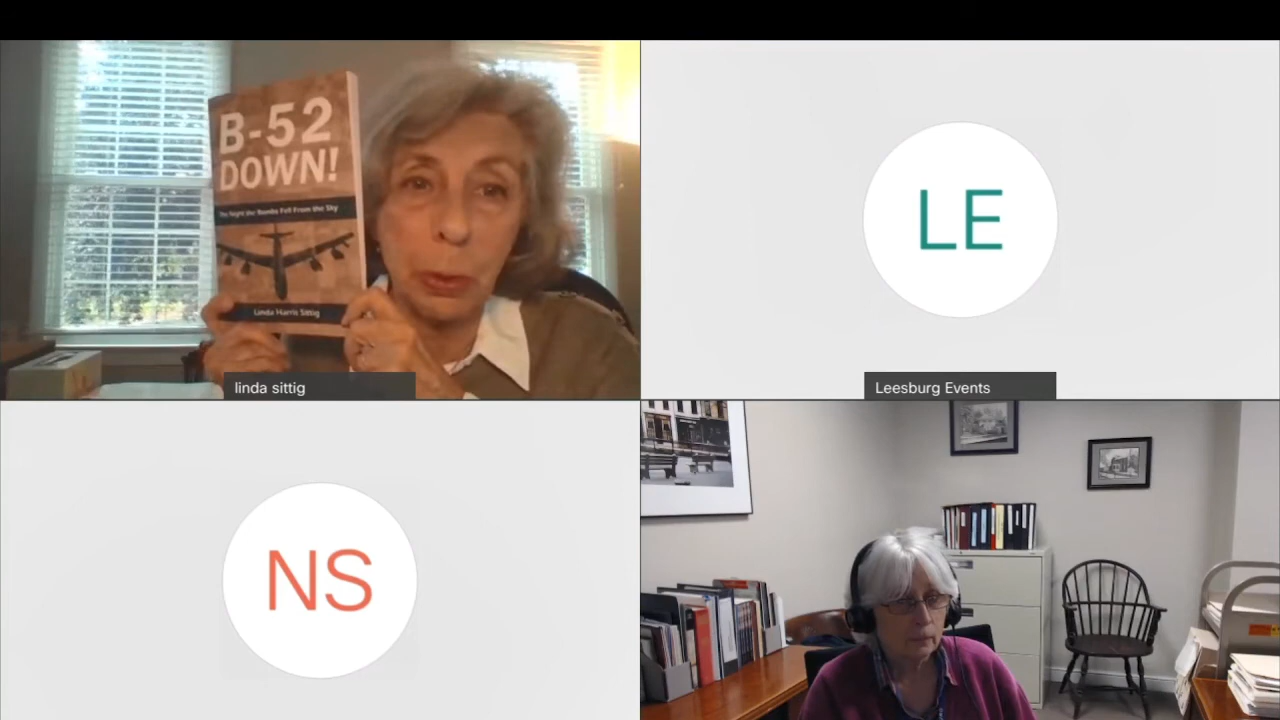 B-52
DOWN!
The Night the Bombs Fell From the Sky
Linda Harris Sittig
linda sittig
LE
Leesburg Events
NS